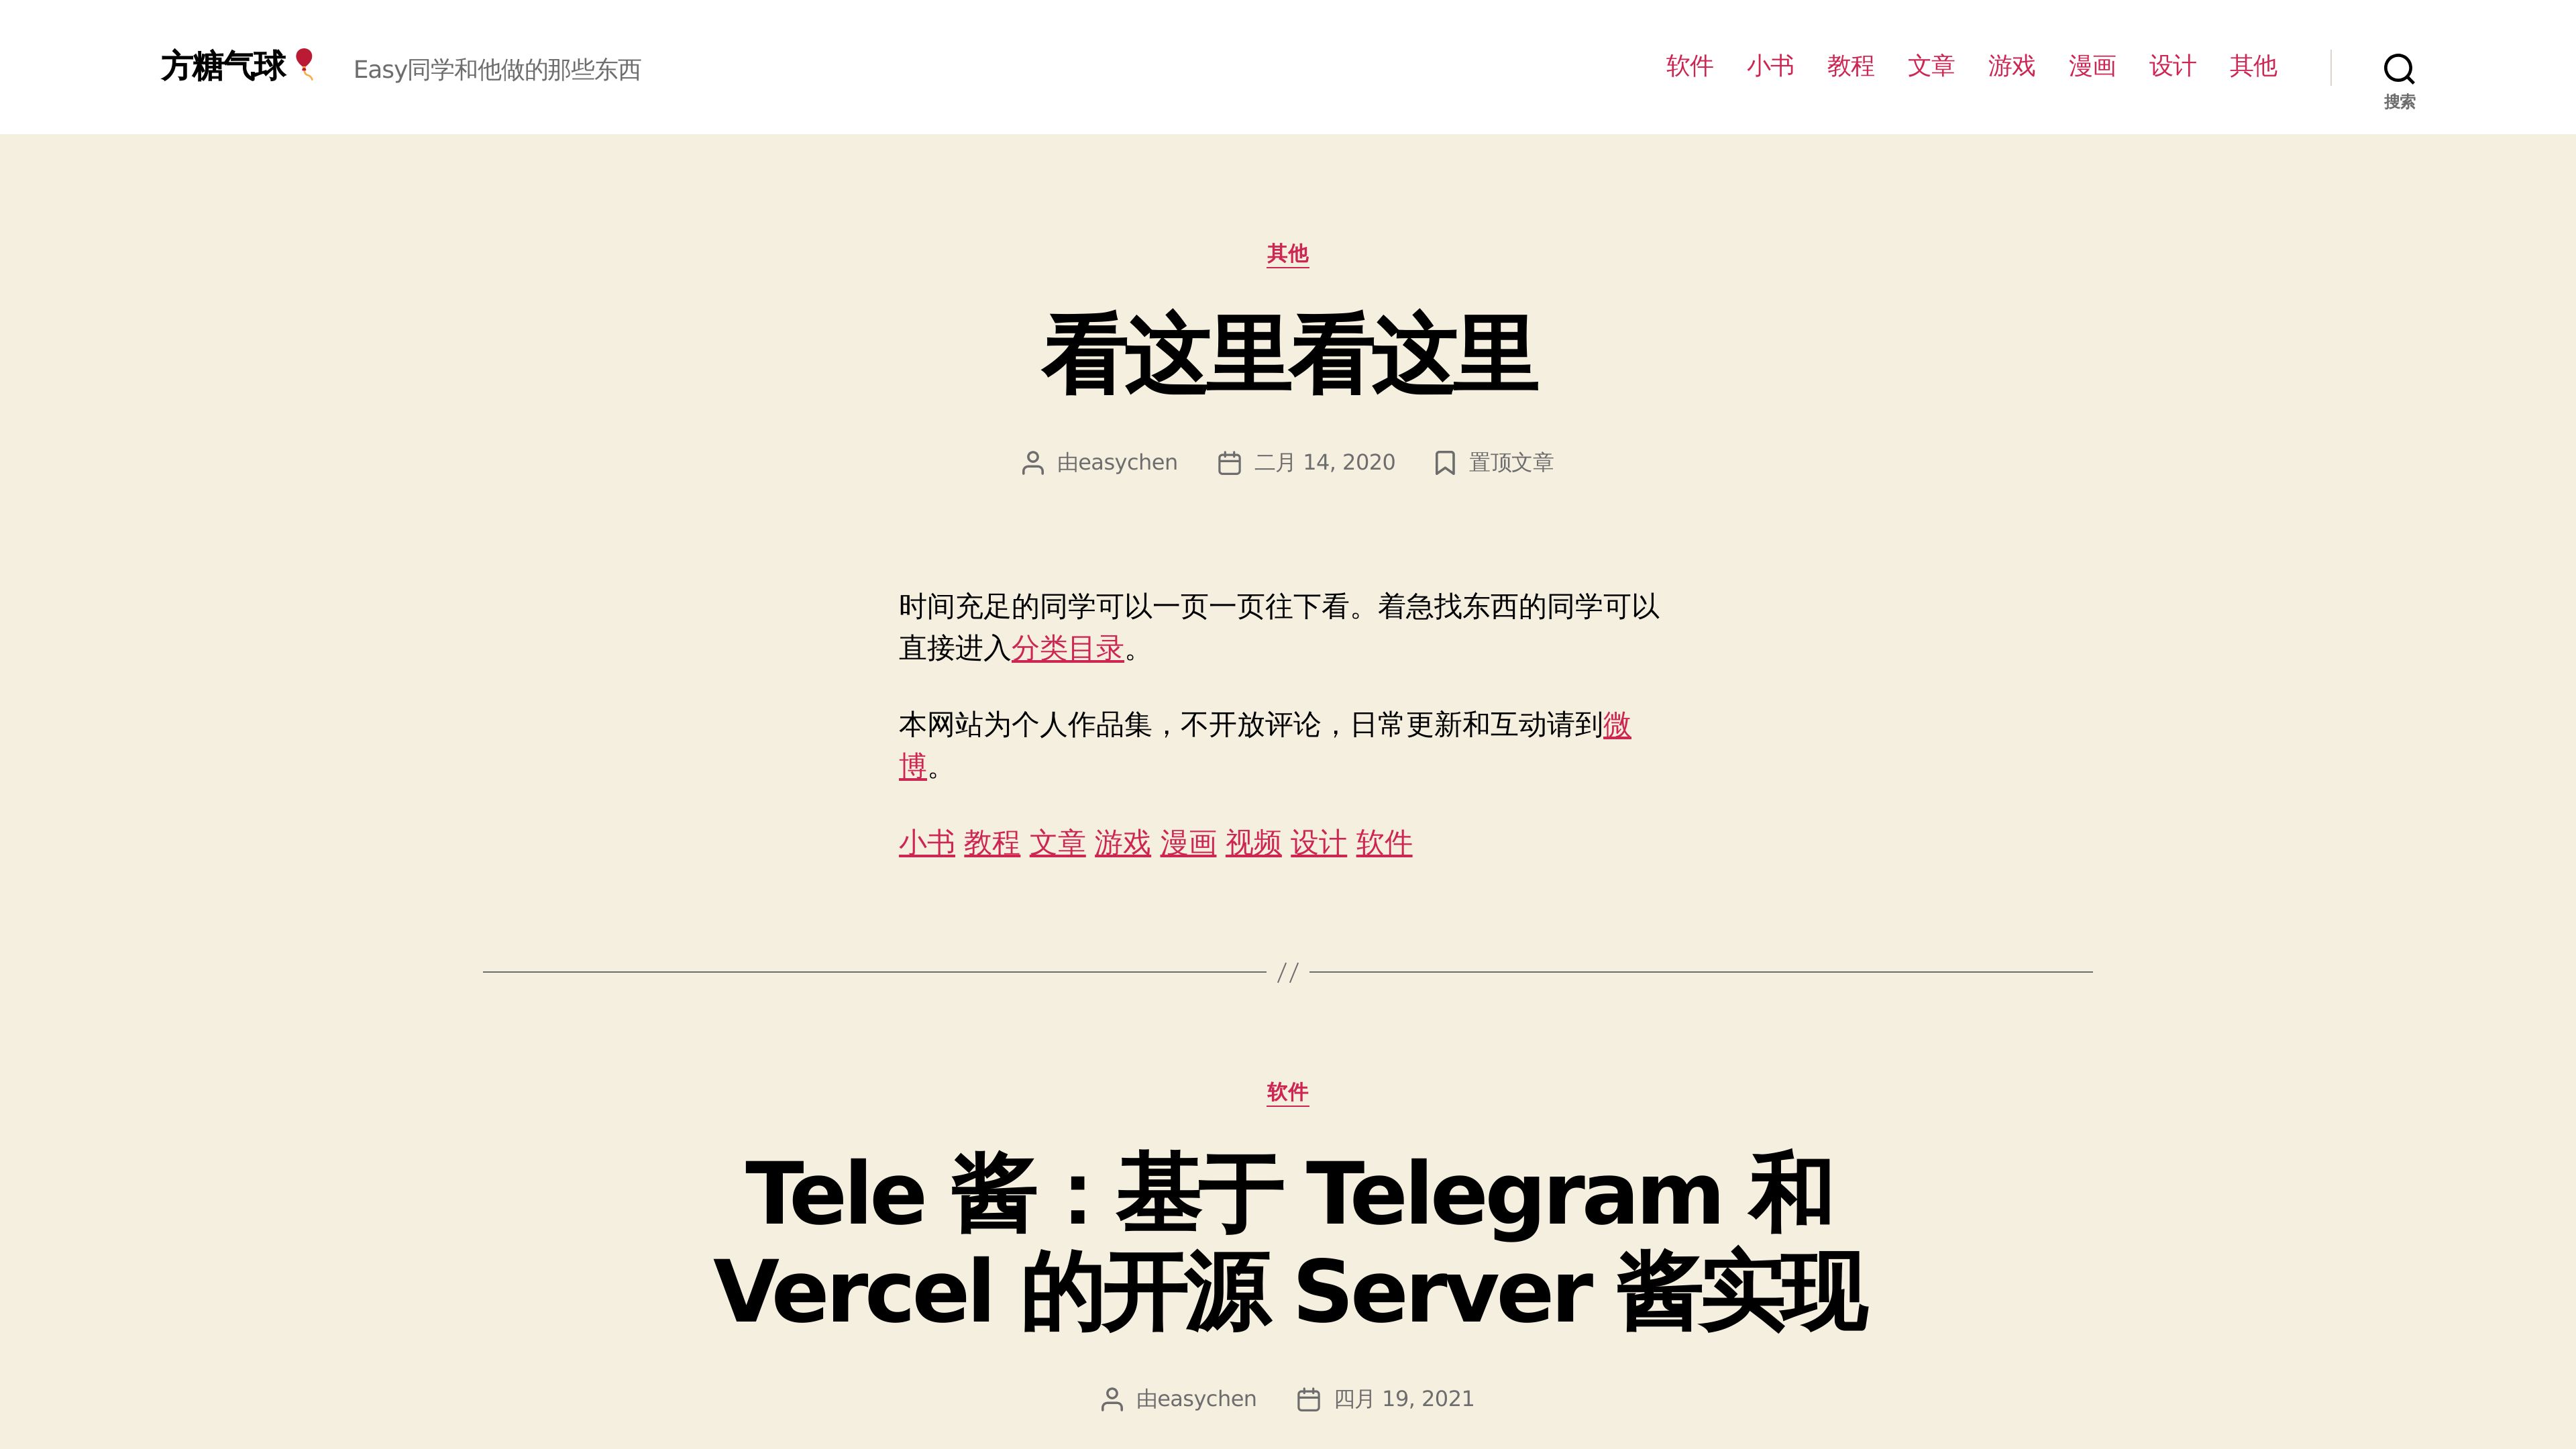 方糖气球🎈 Easy同学和他做的那些东西 软件 小书 教程 文章 游戏 漫画 设计 其他
搜索
其他
看这里看这里
由easychen 二月 14, 2020 置顶文章
时间充足的同学可以一页一页往下看。着急找东西的同学可以
直接进入分类目录。
本网站为个人作品集，不开放评论，日常更新和互动请到微
博。
小书 教程 文章 游戏 漫画 视频 设计 软件
//
软件
Tele 酱：基于 Telegram 和
Vercel 的开源 Server 酱实现
由easychen 四月 19, 2021